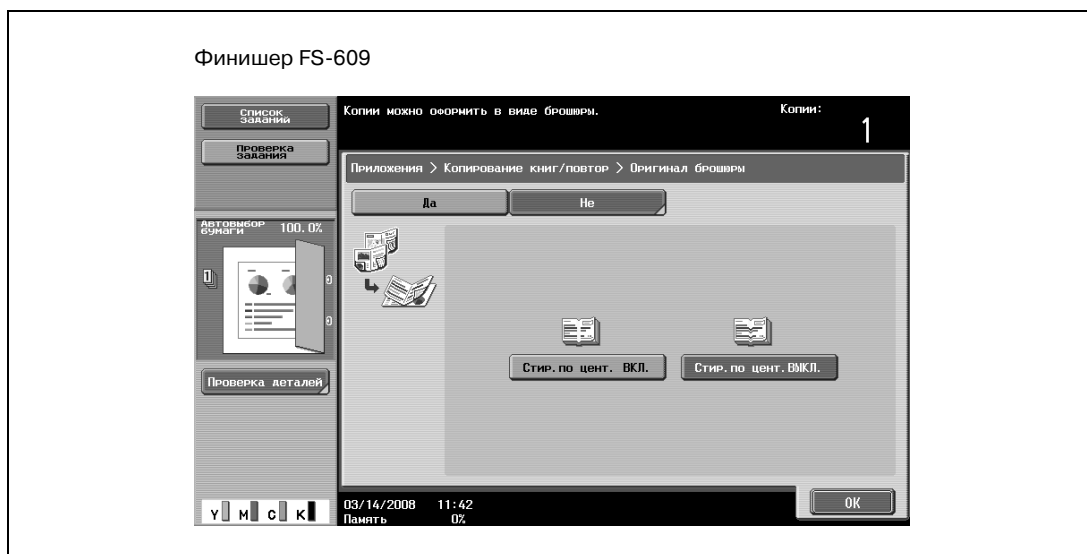 Финишер FS-609
Список
заданий
Проверка
задания
Копии можно оформить в виде брошюры.
Копии:
1
Приложения > Копирование книг/повтор > Оригинал брошюры
Да
Не
Автовыбор
бумаги
100.0%
1
Стир.по цент. ВКЛ.
Стир.по цент.ВЫКЛ.
Проверка деталей
OK
Y M C K
03/14/2008 11:42
Память 0%